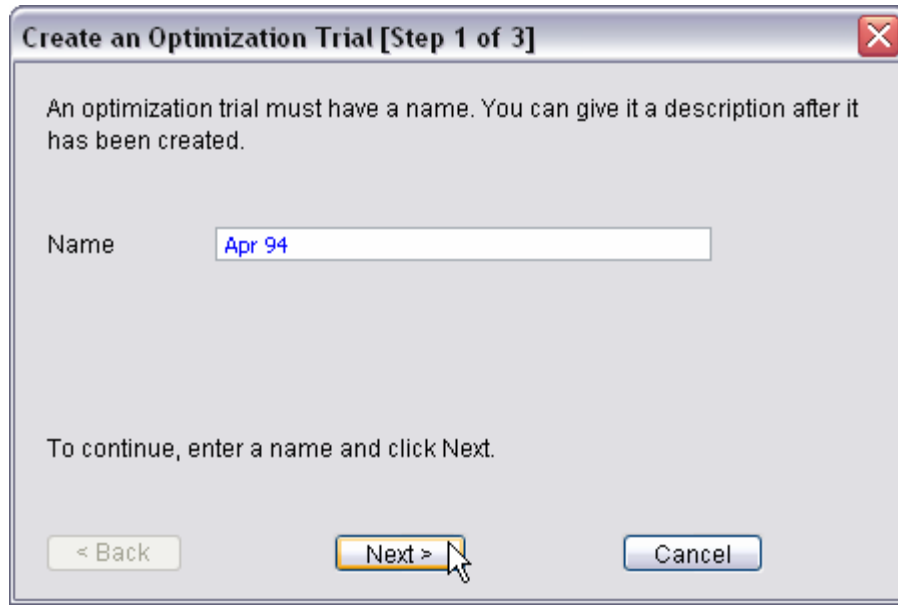 Create an Optimization Trial [Step 1 of 3]
An optimization trial must have a name. You can give it a description after it
has been created.
Name Apr 94
To continue, enter a name and click Next.
< Back Next > Cancel